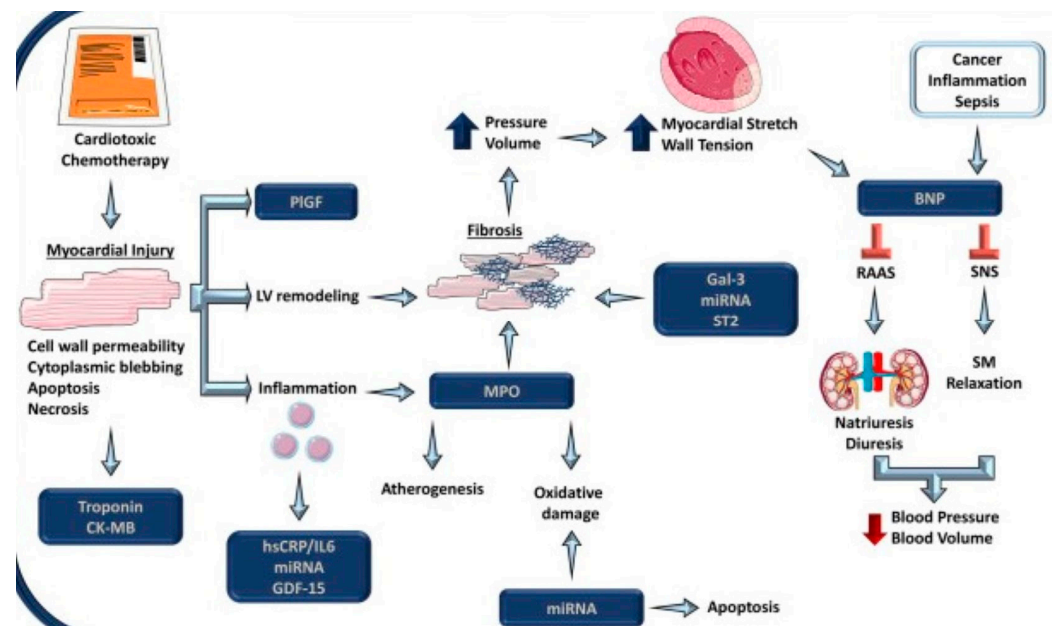 Cardiotoxic
Chemotherapy
Myocardial Injury
Cell wall permeability
Cytoplasmic blebbing
Apoptosis
Necrosis
Troponin
CK-MB
PlGF
LV remodeling
Inflammation
hsCRP/IL6
miRNA
GDF-15
Pressure
Volume
Fibrosis
MPO
Atherogenesis
Oxidative
damage
miRNA
Apoptosis
Myocardial Stretch
Wall Tension
Gal-3
miRNA
ST2
Cancer
Inflammation
Sepsis
BNP
RAAS
SNS
Natriuresis
Diuresis
SM
Relaxation
Blood Pressure
Blood Volume